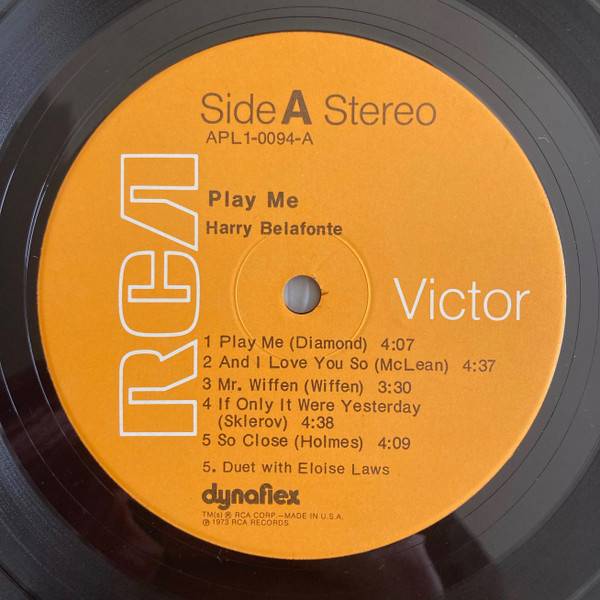 Side A Stereo
APL1-0094-A
Play Me
Harry Belafonte
RCA
Victor
1 Play Me (Diamond) 4:07
2 And I Love You So (McLean) 4:37
3 Mr. Wiffen (Wiffen) 3:30
4 If Only It Were Yesterday
(Sklerov) 4:38
5 So Close (Holmes) 4:09
5. Duet with Eloise Laws
dynaflex
TM(s) ® RCA CORP.—MADE IN U.S.A.
℗ 1973 RCA RECORDS